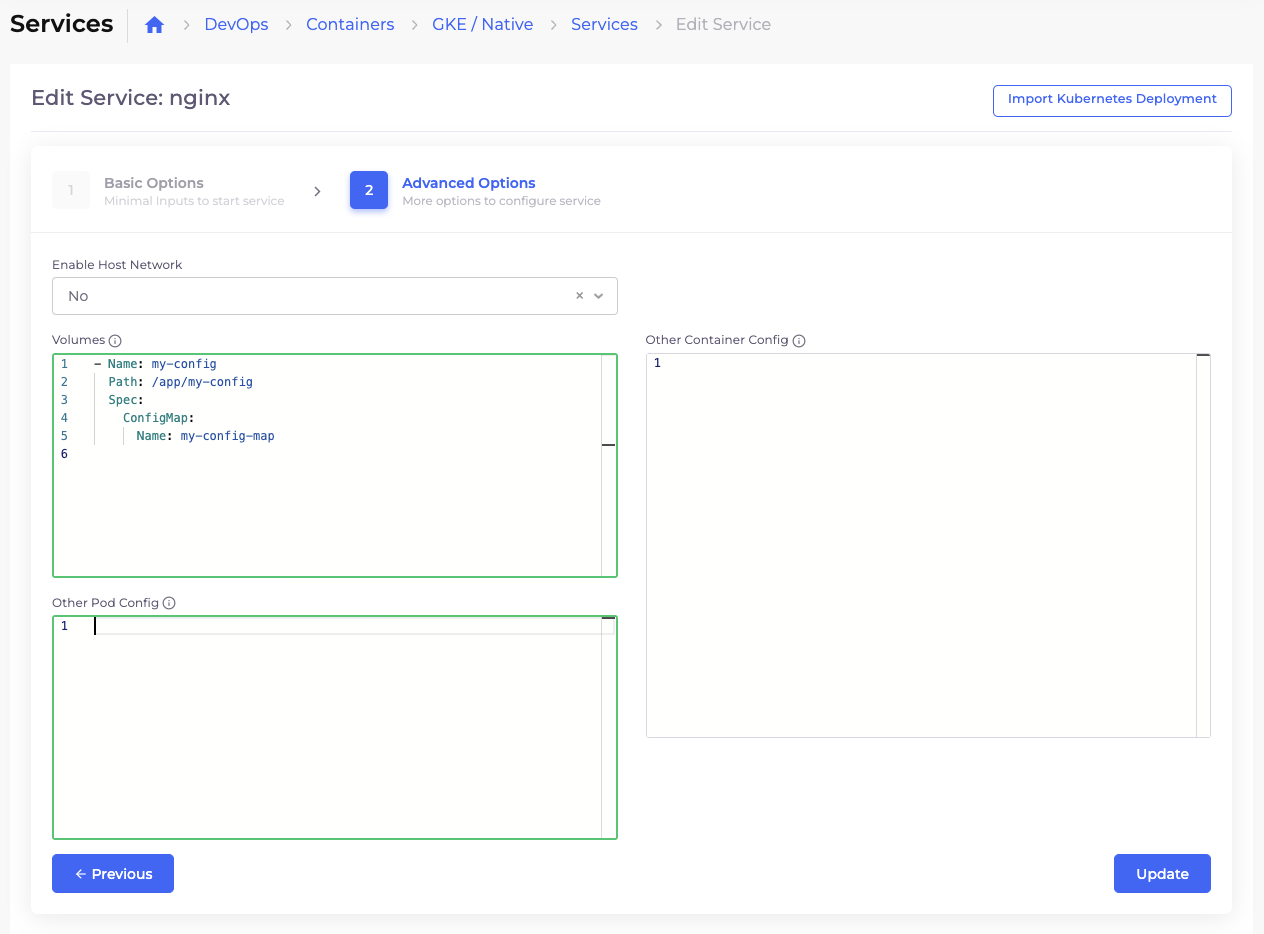 Services
DevOps
Containers
GKE / Native
Services
Edit Service
Edit Service: nginx
Import Kubernetes Deployment
1
Basic Options
Minimal Inputs to start service
2
Advanced Options
More options to configure service
Enable Host Network
No
Volumes
1 - Name: my-config
2   Path: /app/my-config
3   Spec:
4     ConfigMap:
5       Name: my-config-map
6
Other Container Config
1
Other Pod Config
1
← Previous
Update